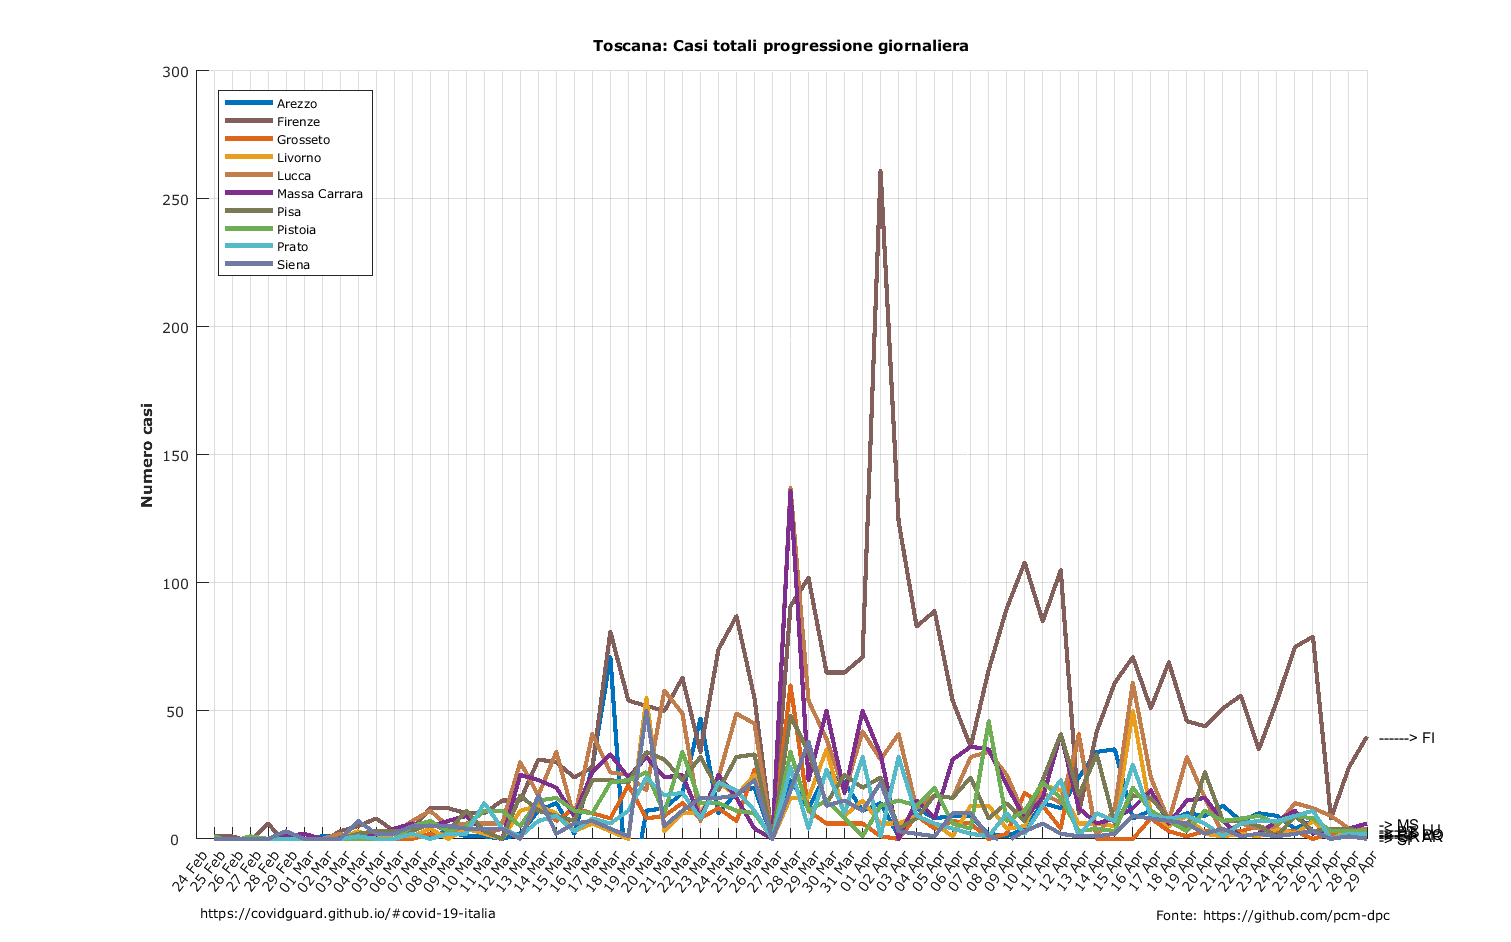 Toscana: Casi totali progressione giornaliera
300
250
200
150
100
50
0
Numero casi
Arezzo
Firenze
Grosseto
Livorno
Lucca
Massa Carrara
Pisa
Pistoia
Prato
Siena
------> FI
-> MS
24 Feb
25 Feb
26 Feb
27 Feb
28 Feb
29 Feb
01 Mar
02 Mar
03 Mar
04 Mar
05 Mar
06 Mar
07 Mar
08 Mar
09 Mar
10 Mar
11 Mar
12 Mar
13 Mar
14 Mar
15 Mar
16 Mar
17 Mar
18 Mar
19 Mar
20 Mar
21 Mar
22 Mar
23 Mar
24 Mar
25 Mar
26 Mar
27 Mar
28 Mar
29 Mar
30 Mar
31 Mar
01 Apr
02 Apr
03 Apr
04 Apr
05 Apr
06 Apr
07 Apr
08 Apr
09 Apr
10 Apr
11 Apr
12 Apr
13 Apr
14 Apr
15 Apr
16 Apr
17 Apr
18 Apr
19 Apr
20 Apr
21 Apr
22 Apr
23 Apr
24 Apr
25 Apr
26 Apr
27 Apr
28 Apr
29 Apr
https://covidguard.github.io/#covid-19-italia
Fonte: https://github.com/pcm-dpc